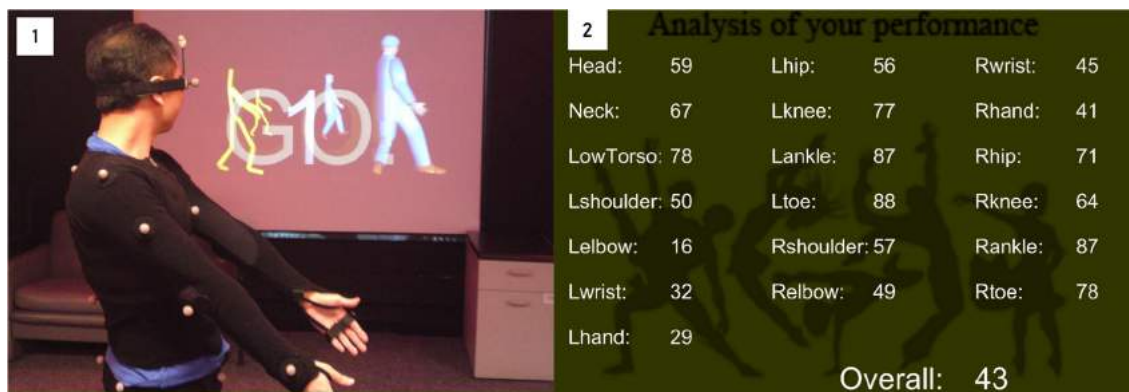 1
GO!
2
Analysis of your performance
Head: 59 Lhip: 56 Rwrist: 45
Neck: 67 Lknee: 77 Rhand: 41
LowTorso: 78 Lankle: 87 Rhip: 71
Lshoulder: 50 Ltoe: 88 Rknee: 64
Lelbow: 16 Rshoulder: 57 Rankle: 87
Lwrist: 32 Relbow: 49 Rtoe: 78
Lhand: 29
Overall: 43